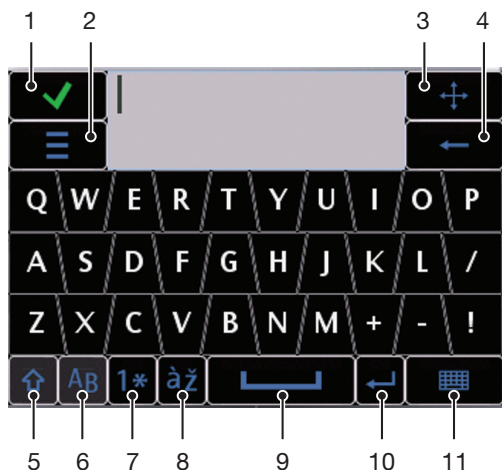 1 2 3 4
Q W E R T Y U I O P
A S D F G H J K L /
Z X C V B N M + - !
AB 1* àž
5 6 7 8 9 10 11